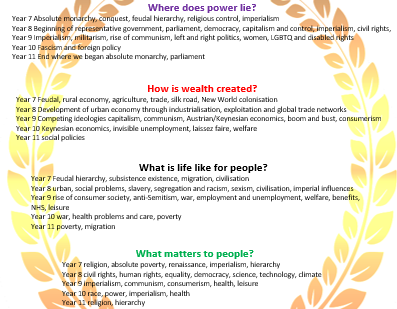 Where does power lie?
Year 7 Absolute monarchy, conquest, feudal hierarchy, religious control, imperialism
Year 8 Beginning of representative government, parliament, democracy, capitalism and control, imperialism, civil rights,
Year 9 Imperialism, militarism, rise of communism, left and right politics, women, LGBTQ and disabled rights
Year 10 Fascism and foreign policy
Year 11 End where we began absolute monarchy, parliament
How is wealth created?
Year 7 Feudal, rural economy, agriculture, trade, silk road, New World colonisation
Year 8 Development of urban economy through industrialisation, exploitation and global trade networks
Year 9 Competing ideologies capitalism, communism, Austrian/Keynesian economics, boom and bust, consumerism
Year 10 Keynesian economics, invisible unemployment, laissez faire, welfare
Year 11 social policies
What is life like for people?
Year 7 Feudal hierarchy, subsistence existence, migration, civilisation
Year 8 urban, social problems, slavery, segregation and racism, sexism, civilisation, imperial influences
Year 9 rise of consumer society, anti-Semitism, war, employment and unemployment, welfare, benefits,
NHS, leisure
Year 10 war, health problems and care, poverty
Year 11 poverty, migration
What matters to people?
Year 7 religion, absolute poverty, renaissance, imperialism, hierarchy
Year 8 civil rights, human rights, equality, democracy, science, technology, climate
Year 9 imperialism, communism, consumerism, health, leisure
Year 10 race, power, imperialism, health
Year 11 religion, hierarchy